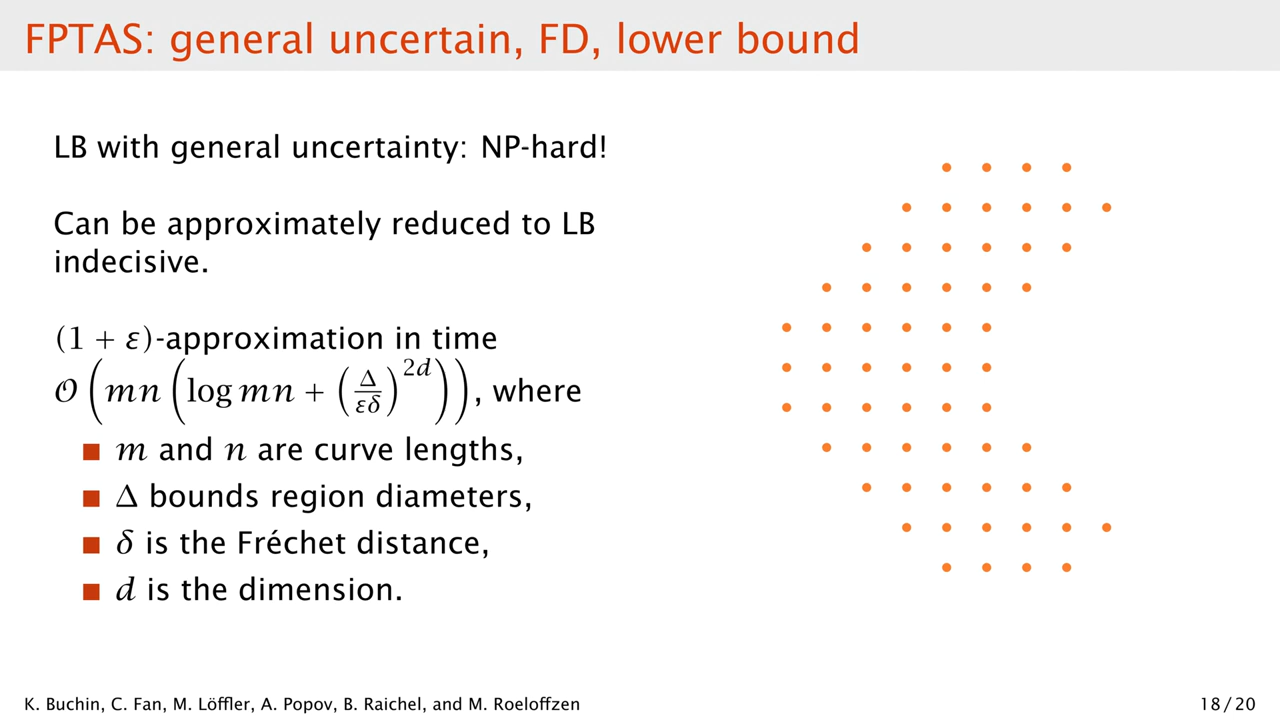 FPTAS: general uncertain, FD, lower bound
LB with general uncertainty: NP-hard!
Can be approximately reduced to LB
indecisive.
(1 + ε)-approximation in time
𝒪(mn(log mn + (Δ/εδ)^{2d})), where
■ m and n are curve lengths,
■ Δ bounds region diameters,
■ δ is the Fréchet distance,
■ d is the dimension.
K. Buchin, C. Fan, M. Löffler, A. Popov, B. Raichel, and M. Roeloffzen
18 / 20